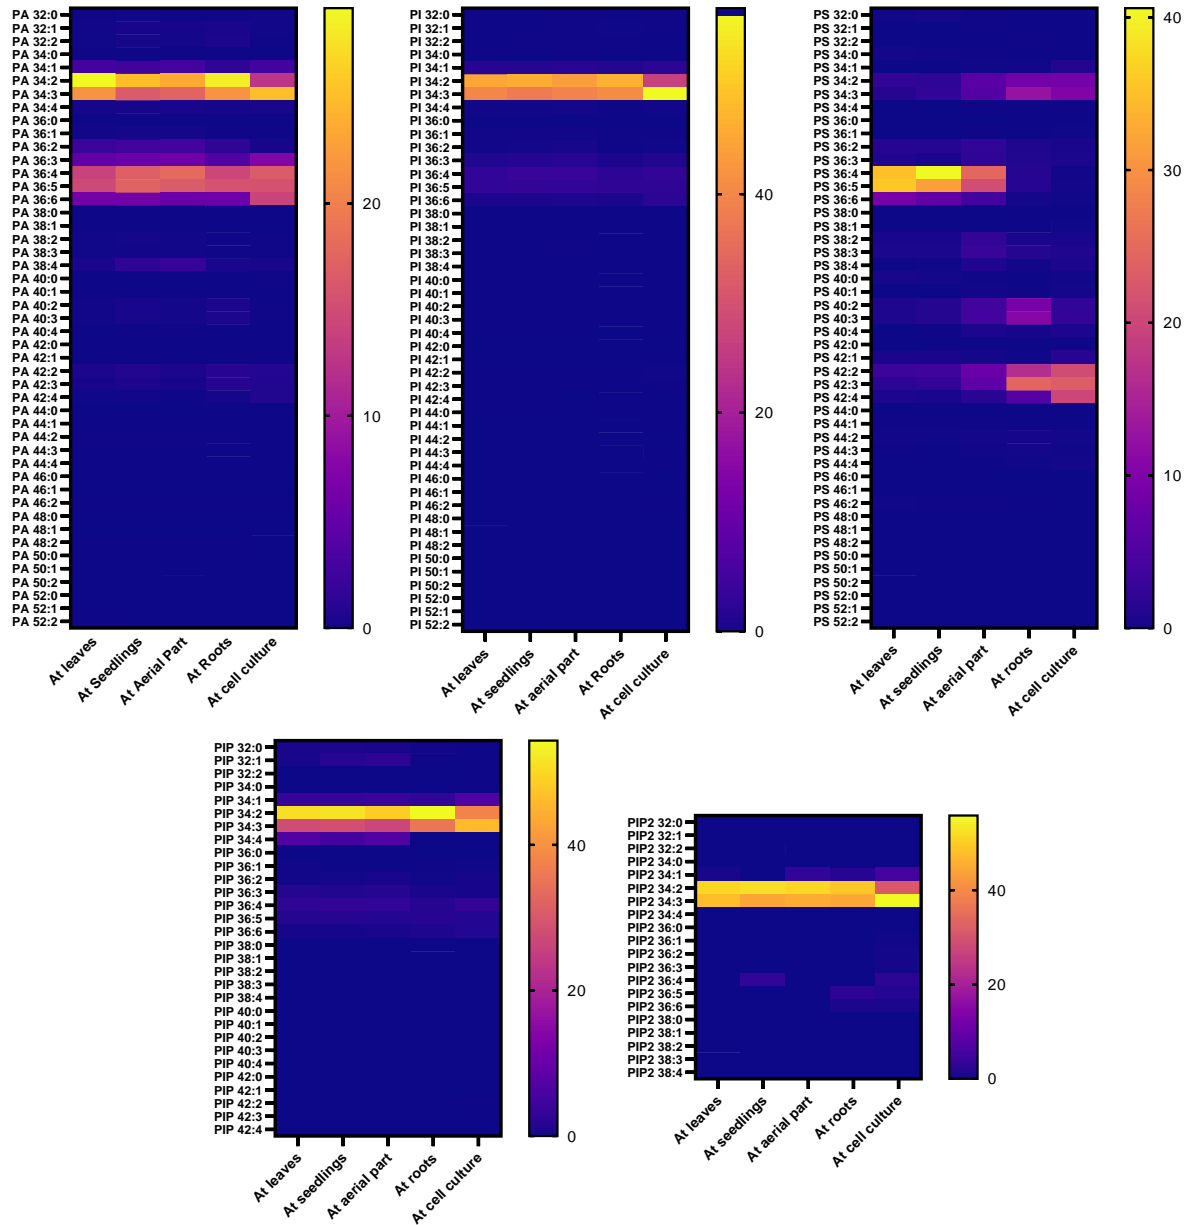 PA 32:0
PA 32:1
PA 32:2
PA 34:0
PA 34:1
PA 34:2
PA 34:3
PA 34:4
PA 36:0
PA 36:1
PA 36:2
PA 36:3
PA 36:4
PA 36:5
PA 36:6
PA 38:0
PA 38:1
PA 38:2
PA 38:3
PA 38:4
PA 40:0
PA 40:1
PA 40:2
PA 40:3
PA 40:4
PA 42:0
PA 42:1
PA 42:2
PA 42:3
PA 42:4
PA 44:0
PA 44:1
PA 44:2
PA 44:3
PA 44:4
PA 46:0
PA 46:1
PA 46:2
PA 48:0
PA 48:1
PA 48:2
PA 50:0
PA 50:1
PA 50:2
PA 52:0
PA 52:1
PA 52:2
At leaves
At Seedlings
At Aerial Part
At Roots
At cell culture
20
10
0
PI 32:0
PI 32:1
PI 32:2
PI 34:0
PI 34:1
PI 34:2
PI 34:3
PI 34:4
PI 36:0
PI 36:1
PI 36:2
PI 36:3
PI 36:4
PI 36:5
PI 36:6
PI 38:0
PI 38:1
PI 38:2
PI 38:3
PI 38:4
PI 40:0
PI 40:1
PI 40:2
PI 40:3
PI 40:4
PI 42:0
PI 42:1
PI 42:2
PI 42:3
PI 42:4
PI 44:0
PI 44:1
PI 44:2
PI 44:3
PI 44:4
PI 46:0
PI 46:1
PI 46:2
PI 48:0
PI 48:1
PI 48:2
PI 50:0
PI 50:1
PI 50:2
PI 52:0
PI 52:1
PI 52:2
At leaves
At seedlings
At aerial part
At Roots
At cell culture
40
20
0
PS 32:0
PS 32:1
PS 32:2
PS 34:0
PS 34:1
PS 34:2
PS 34:3
PS 34:4
PS 36:0
PS 36:1
PS 36:2
PS 36:3
PS 36:4
PS 36:5
PS 36:6
PS 38:0
PS 38:1
PS 38:2
PS 38:3
PS 38:4
PS 40:0
PS 40:1
PS 40:2
PS 40:3
PS 40:4
PS 42:0
PS 42:1
PS 42:2
PS 42:3
PS 42:4
PS 44:0
PS 44:1
PS 44:2
PS 44:3
PS 44:4
PS 46:0
PS 46:1
PS 46:2
PS 48:0
PS 48:1
PS 48:2
PS 50:0
PS 50:1
PS 50:2
PS 52:0
PS 52:1
PS 52:2
At leaves
At seedlings
At aerial part
At roots
At cell culture
40
30
20
10
0
PIP 32:0
PIP 32:1
PIP 32:2
PIP 34:0
PIP 34:1
PIP 34:2
PIP 34:3
PIP 34:4
PIP 36:0
PIP 36:1
PIP 36:2
PIP 36:3
PIP 36:4
PIP 36:5
PIP 36:6
PIP 38:0
PIP 38:1
PIP 38:2
PIP 38:3
PIP 38:4
PIP 40:0
PIP 40:1
PIP 40:2
PIP 40:3
PIP 40:4
PIP 42:0
PIP 42:1
PIP 42:2
PIP 42:3
PIP 42:4
At leaves
At seedlings
At aerial part
At roots
At cell culture
40
20
0
PIP2 32:0
PIP2 32:1
PIP2 32:2
PIP2 34:0
PIP2 34:1
PIP2 34:2
PIP2 34:3
PIP2 34:4
PIP2 36:0
PIP2 36:1
PIP2 36:2
PIP2 36:3
PIP2 36:4
PIP2 36:5
PIP2 36:6
PIP2 38:0
PIP2 38:1
PIP2 38:2
PIP2 38:3
PIP2 38:4
At leaves
At seedlings
At aerial part
At roots
At cell culture
40
20
0